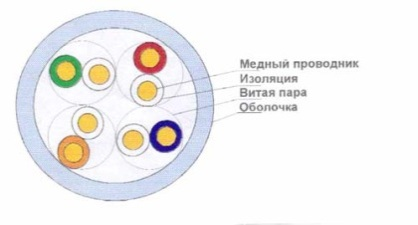 Медный проводник
Изоляция
Витая пара
Оболочка